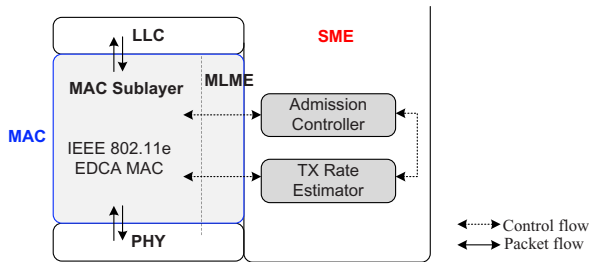 LLC
SME
MAC Sublayer
MLME
Admission
Controller
MAC
IEEE 802.11e
EDCA MAC
TX Rate
Estimator
PHY
Control flow
Packet flow